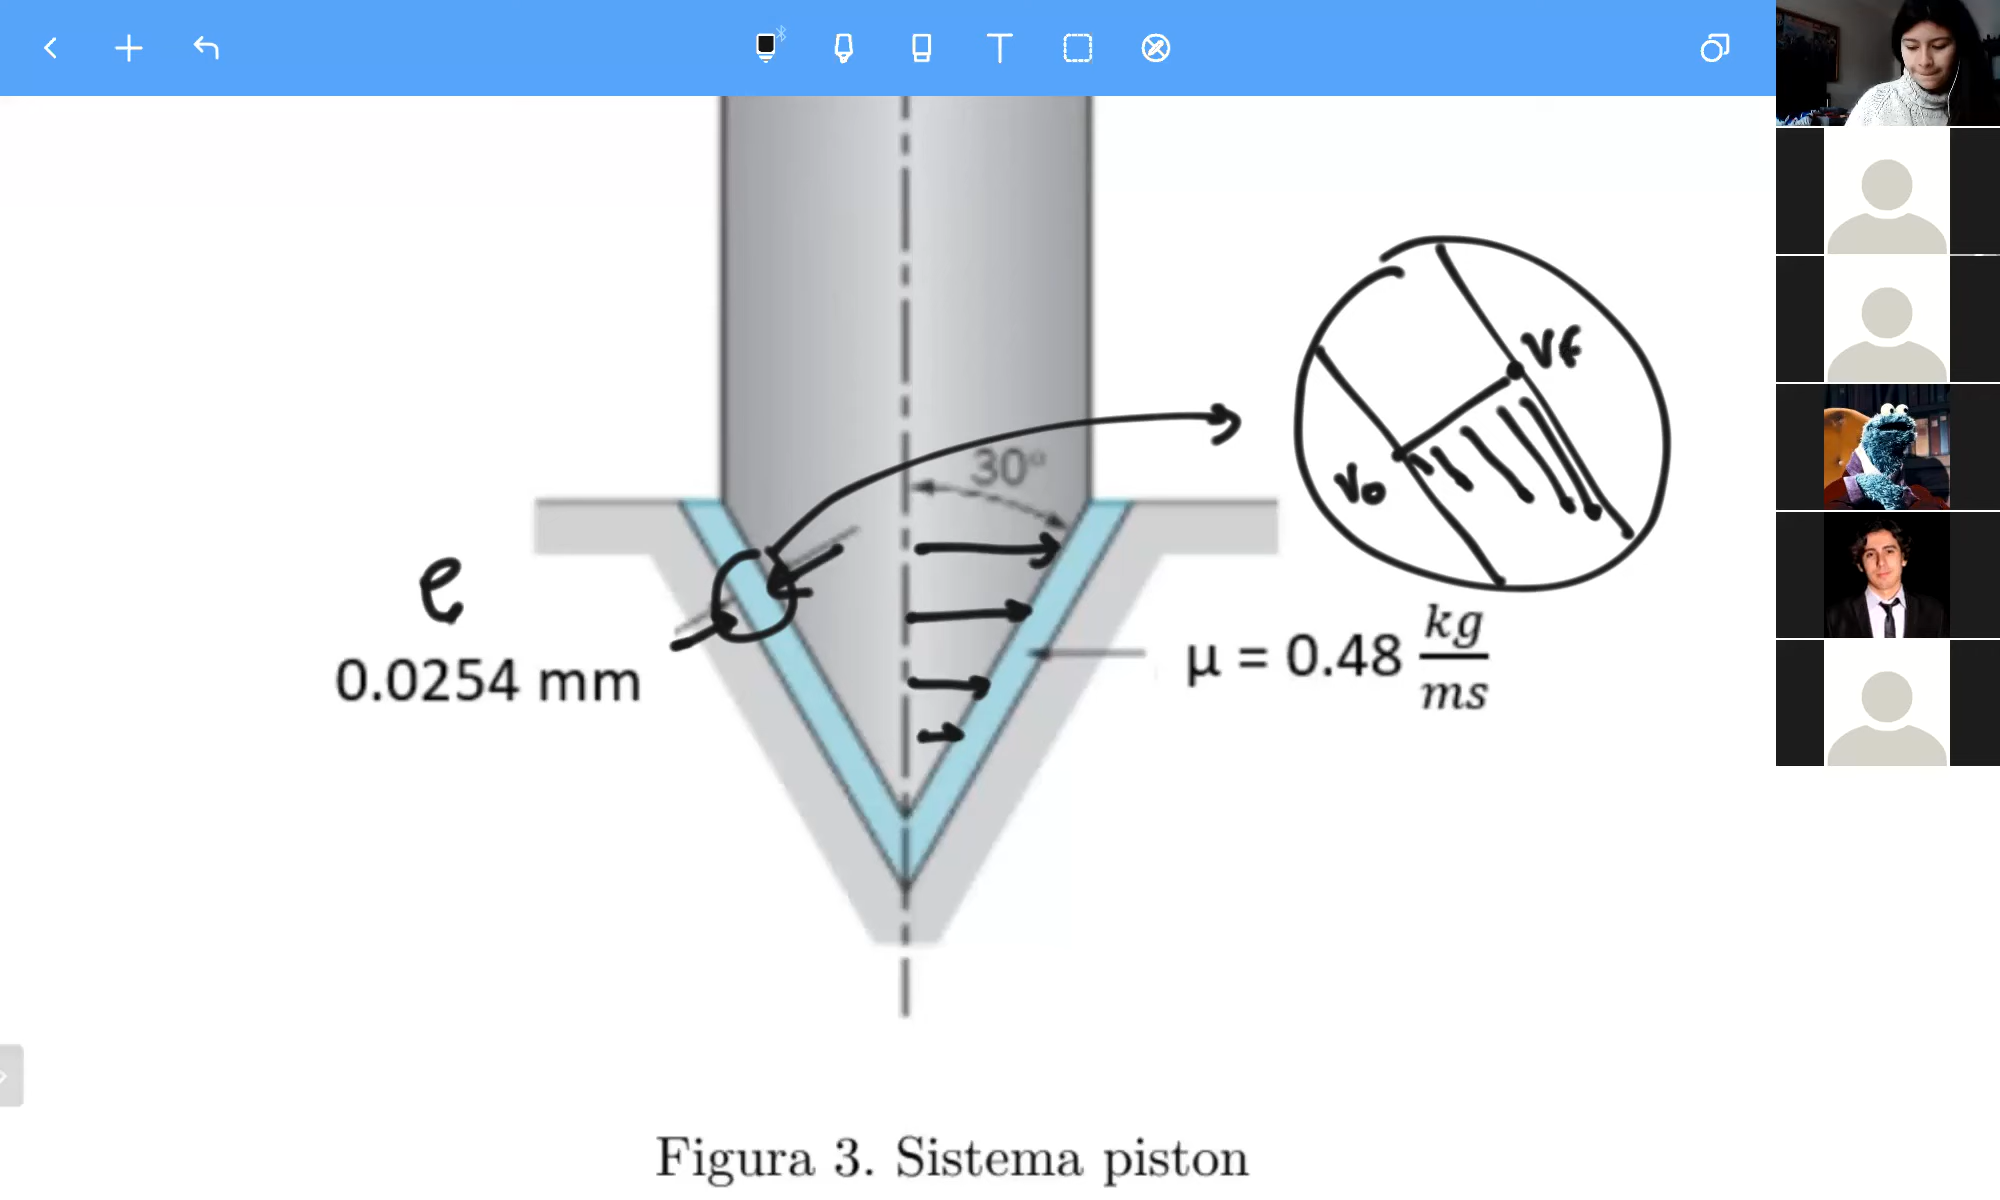 30°
Vf
Vo
e
0.0254 mm
μ = 0.48 kg/ms
Figura 3. Sistema piston